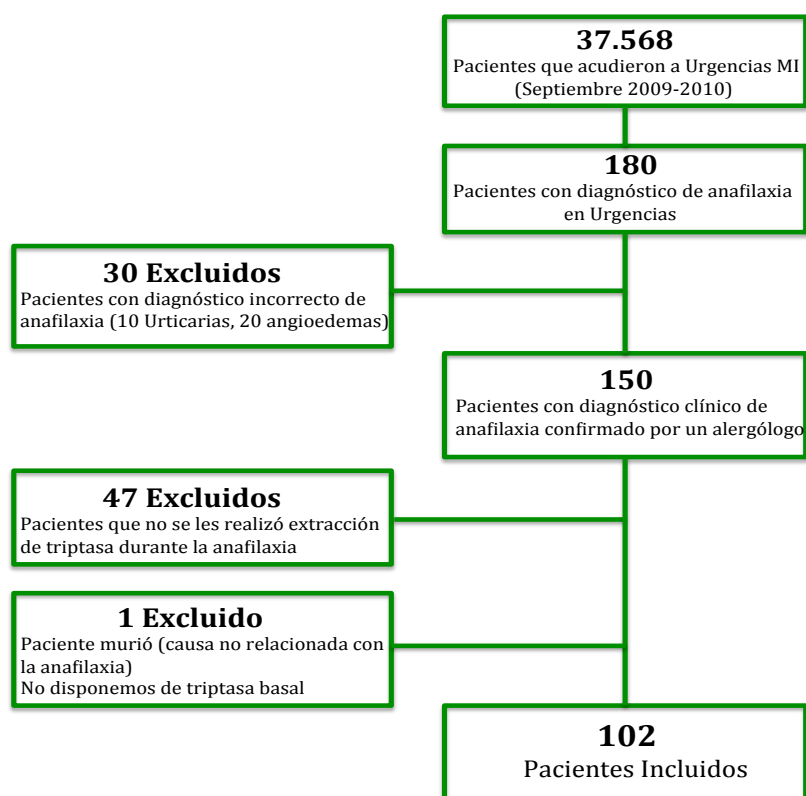 37.568
Pacientes que acudieron a Urgencias MI
(Septiembre 2009-2010)
180
Pacientes con diagnóstico de anafilaxia
en Urgencias
30 Excluidos
Pacientes con diagnóstico incorrecto de
anafilaxia (10 Urticarias, 20 angioedemas)
150
Pacientes con diagnóstico clínico de
anafilaxia confirmado por un alergólogo
47 Excluidos
Pacientes que no se les realizó extracción
de triptasa durante la anafilaxia
1 Excluido
Paciente murió (causa no relacionada con
la anafilaxia)
No disponemos de triptasa basal
102
Pacientes Incluidos